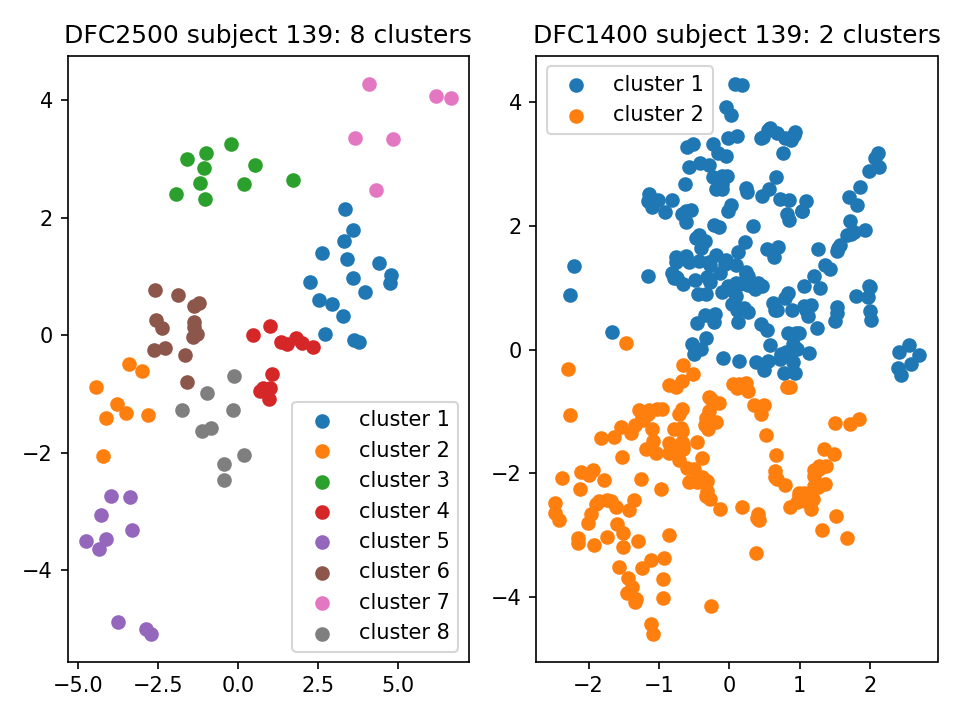 DFC2500 subject 139: 8 clusters
4
2
0
−2
−4
−5.0
−2.5
0.0
2.5
5.0
cluster 1
cluster 2
cluster 3
cluster 4
cluster 5
cluster 6
cluster 7
cluster 8
DFC1400 subject 139: 2 clusters
cluster 1
cluster 2
4
2
0
−2
−4
−2
−1
0
1
2